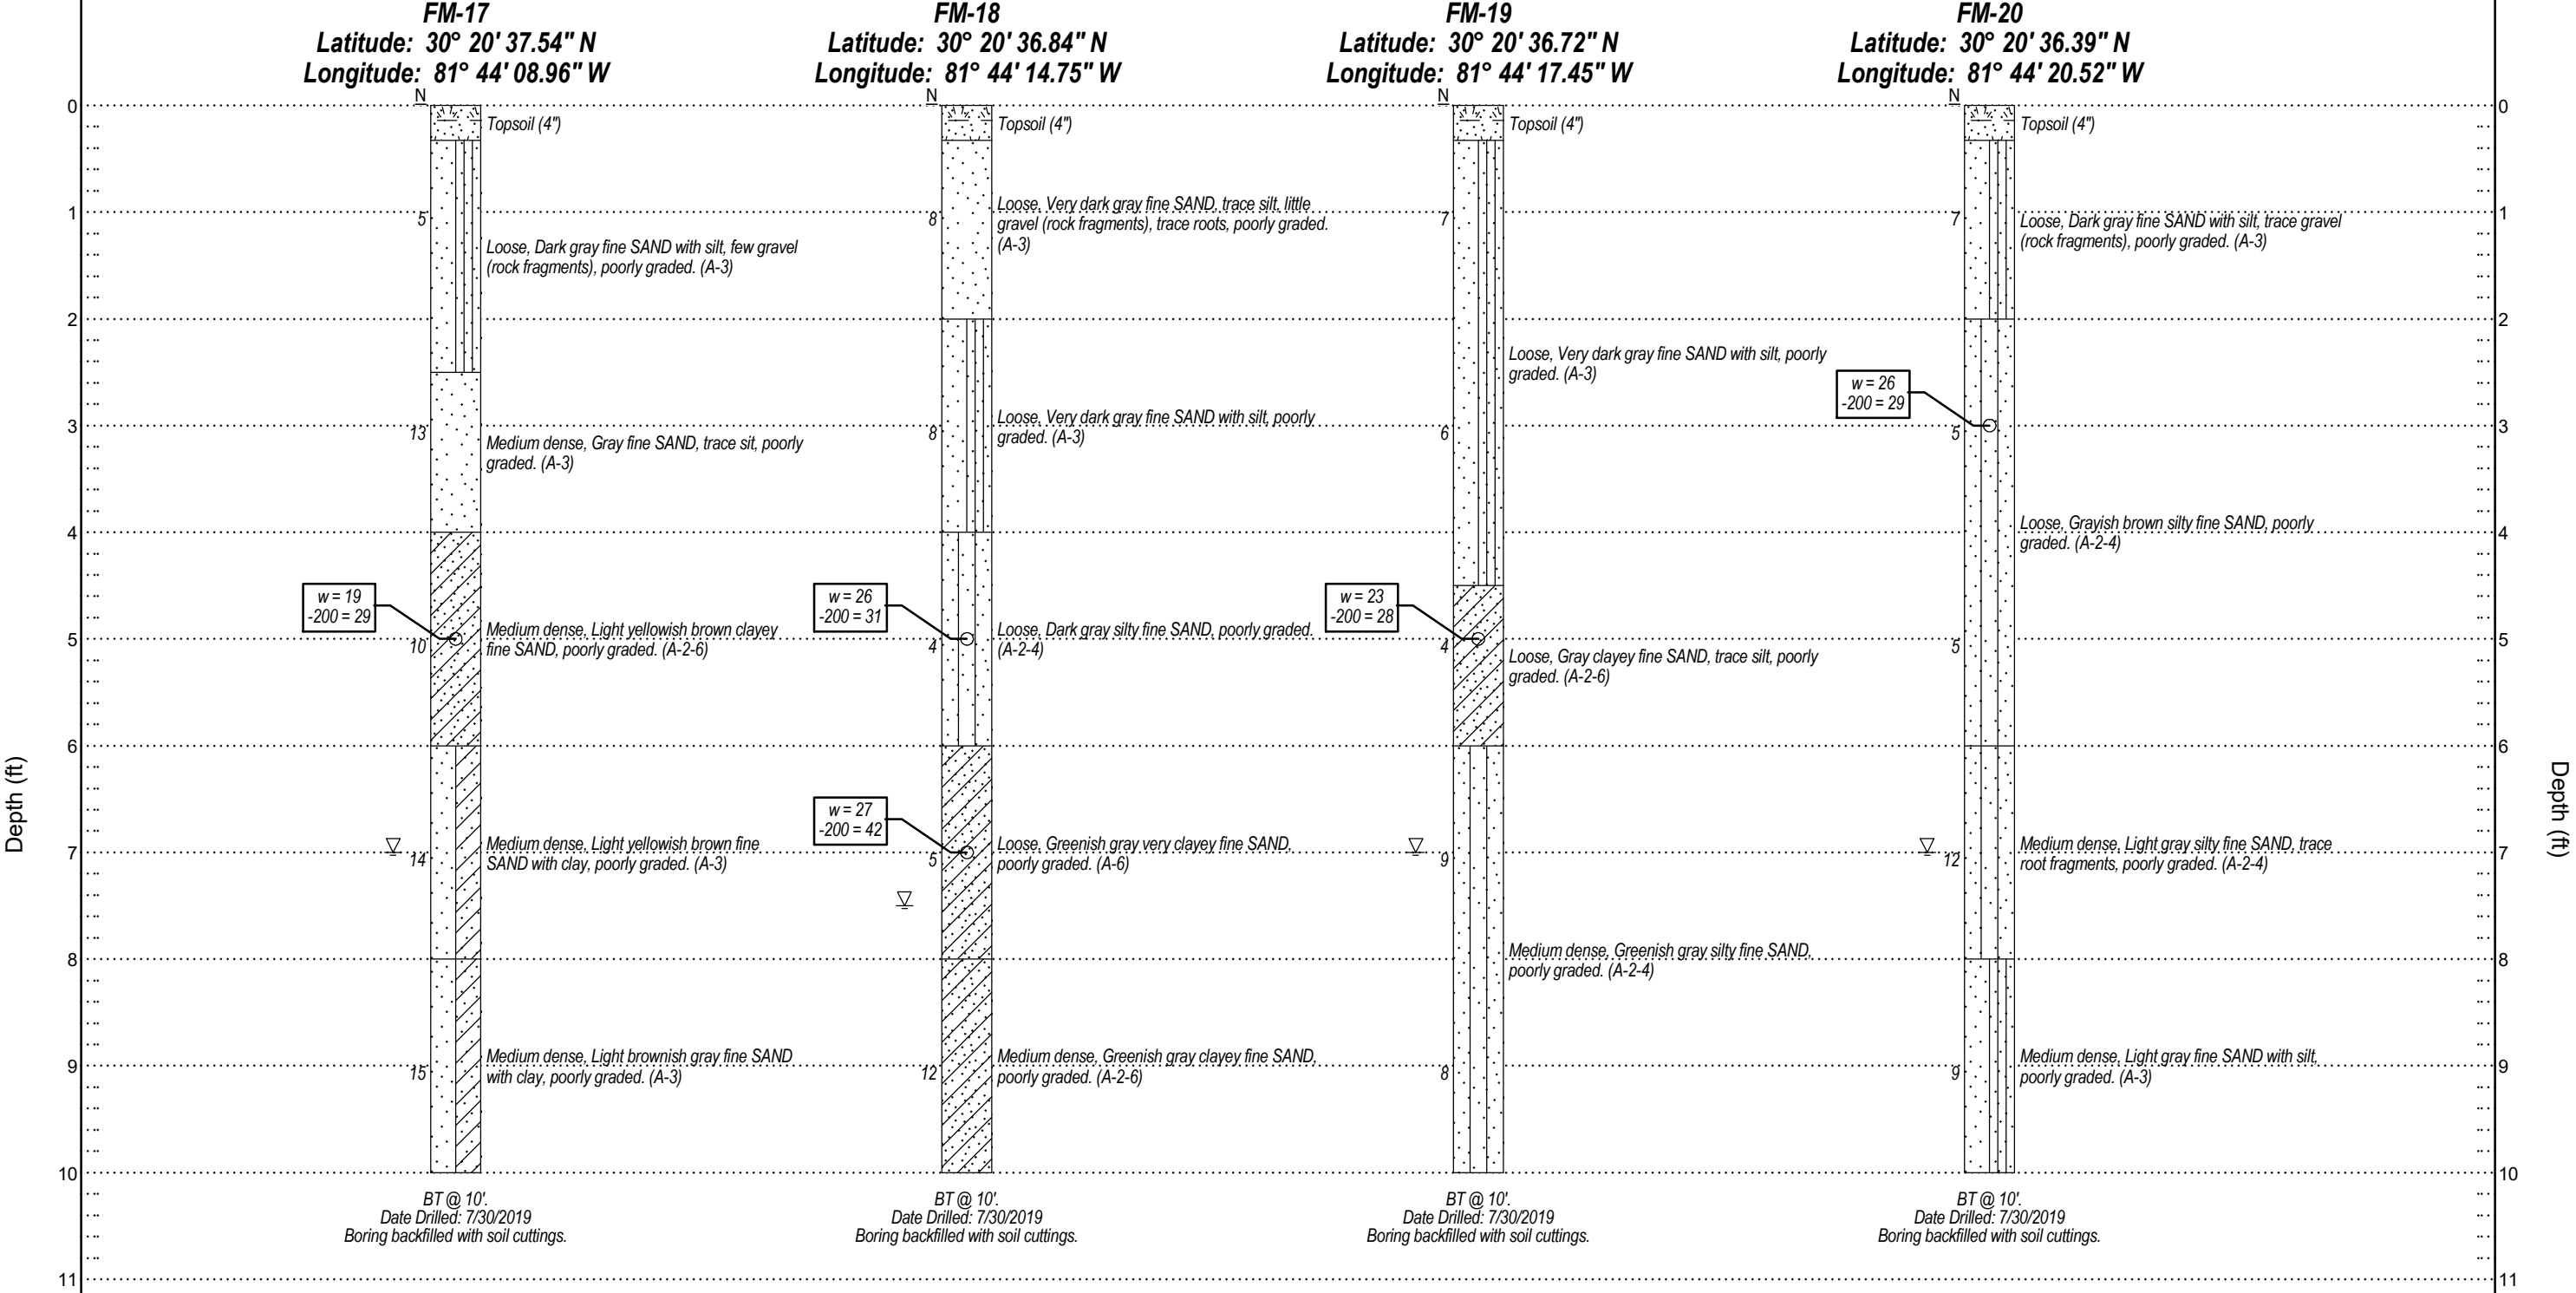 FM-17
Latitude: 30° 20' 37.54" N
Longitude: 81° 44' 08.96" W
N
Topsoil (4")
5
Loose, Dark gray fine SAND with silt, few gravel
(rock fragments), poorly graded. (A-3)
13
Medium dense, Gray fine SAND, trace sit, poorly
graded. (A-3)
w = 19
-200 = 29
10
Medium dense, Light yellowish brown clayey
fine SAND, poorly graded. (A-2-6)
14
Medium dense, Light yellowish brown fine
SAND with clay, poorly graded. (A-3)
15
Medium dense, Light brownish gray fine SAND
with clay, poorly graded. (A-3)
BT @ 10'.
Date Drilled: 7/30/2019
Boring backfilled with soil cuttings.
FM-18
Latitude: 30° 20' 36.84" N
Longitude: 81° 44' 14.75" W
N
Topsoil (4")
8
Loose, Very dark gray fine SAND, trace silt, little
gravel (rock fragments), trace roots, poorly graded.
(A-3)
8
Loose, Very dark gray fine SAND with silt, poorly
graded. (A-3)
w = 26
-200 = 31
4
Loose, Dark gray silty fine SAND, poorly graded.
(A-2-4)
w = 27
-200 = 42
5
Loose, Greenish gray very clayey fine SAND,
poorly graded. (A-6)
12
Medium dense, Greenish gray clayey fine SAND,
poorly graded. (A-2-6)
BT @ 10'.
Date Drilled: 7/30/2019
Boring backfilled with soil cuttings.
FM-19
Latitude: 30° 20' 36.72" N
Longitude: 81° 44' 17.45" W
N
Topsoil (4")
7
Loose, Very dark gray fine SAND with silt, poorly
graded. (A-3)
6
w = 23
-200 = 28
4
Loose, Gray clayey fine SAND, trace silt, poorly
graded. (A-2-6)
9
Medium dense, Greenish gray silty fine SAND,
poorly graded. (A-2-4)
8
BT @ 10'.
Date Drilled: 7/30/2019
Boring backfilled with soil cuttings.
FM-20
Latitude: 30° 20' 36.39" N
Longitude: 81° 44' 20.52" W
N
Topsoil (4")
7
Loose, Dark gray fine SAND with silt, trace gravel
(rock fragments), poorly graded. (A-3)
w = 26
-200 = 29
5
Loose, Grayish brown silty fine SAND, poorly
graded. (A-2-4)
5
12
Medium dense, Light gray silty fine SAND, trace
root fragments, poorly graded. (A-2-4)
9
Medium dense, Light gray fine SAND with silt,
poorly graded. (A-3)
BT @ 10'.
Date Drilled: 7/30/2019
Boring backfilled with soil cuttings.
Depth (ft)
0
1
2
3
4
5
6
7
8
9
10
11
Depth (ft)
0
1
2
3
4
5
6
7
8
9
10
11